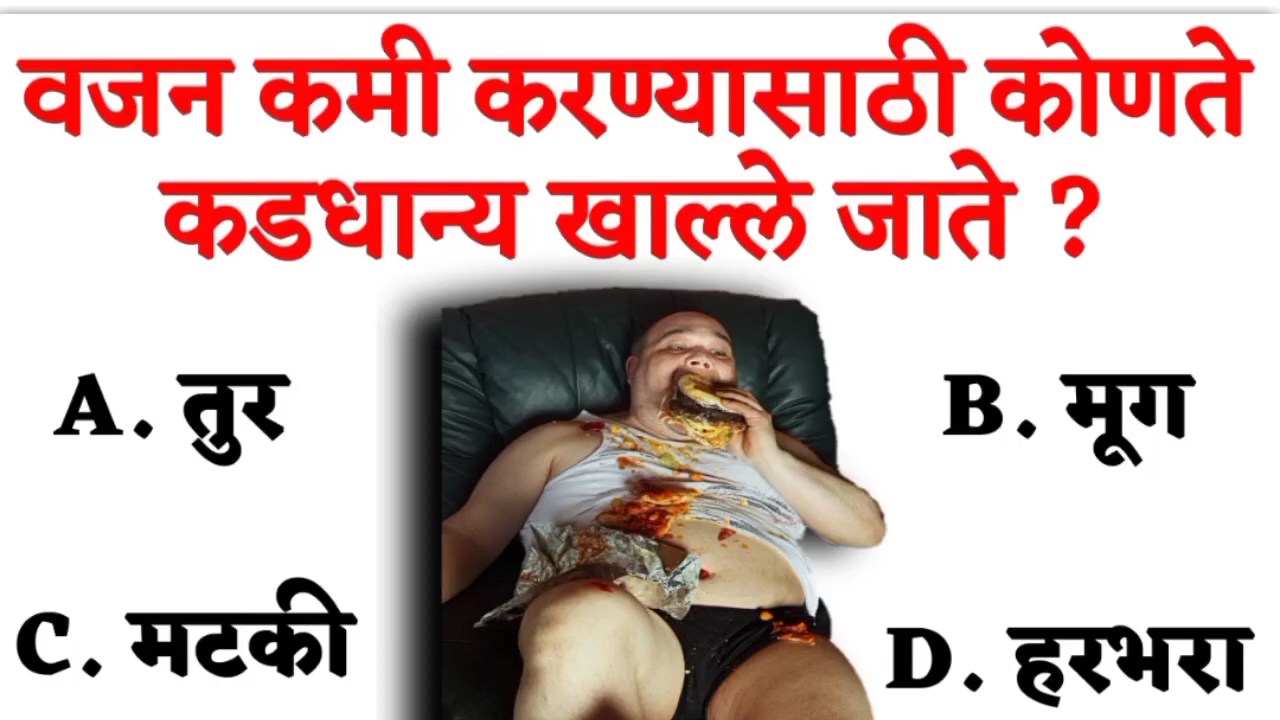 वजन कमी करण्यासाठी कोणते
कडधान्य खाल्ले जाते ?
A. तुर
B. मूग
C. मटकी
D. हरभरा